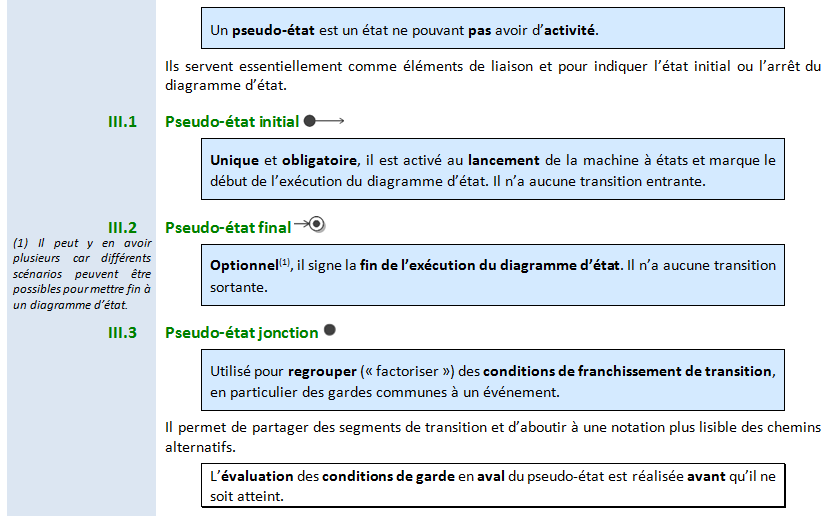 Un pseudo-état est un état ne pouvant pas avoir d’activité.
Ils servent essentiellement comme éléments de liaison et pour indiquer l’état initial ou l’arrêt du
diagramme d’état.
III.1 Pseudo-état initial
Unique et obligatoire, il est activé au lancement de la machine à états et marque le
début de l’exécution du diagramme d’état. Il n’a aucune transition entrante.
III.2 Pseudo-état final
(1) Il peut y en avoir
plusieurs car différents
scénarios peuvent être
possibles pour mettre fin à
un diagramme d’état.
Optionnel(1), il signe la fin de l’exécution du diagramme d’état. Il n’a aucune transition
sortante.
III.3 Pseudo-état jonction
Utilisé pour regrouper (« factoriser ») des conditions de franchissement de transition,
en particulier des gardes communes à un événement.
Il permet de partager des segments de transition et d’aboutir à une notation plus lisible des chemins
alternatifs.
L’évaluation des conditions de garde en aval du pseudo-état est réalisée avant qu’il ne
soit atteint.